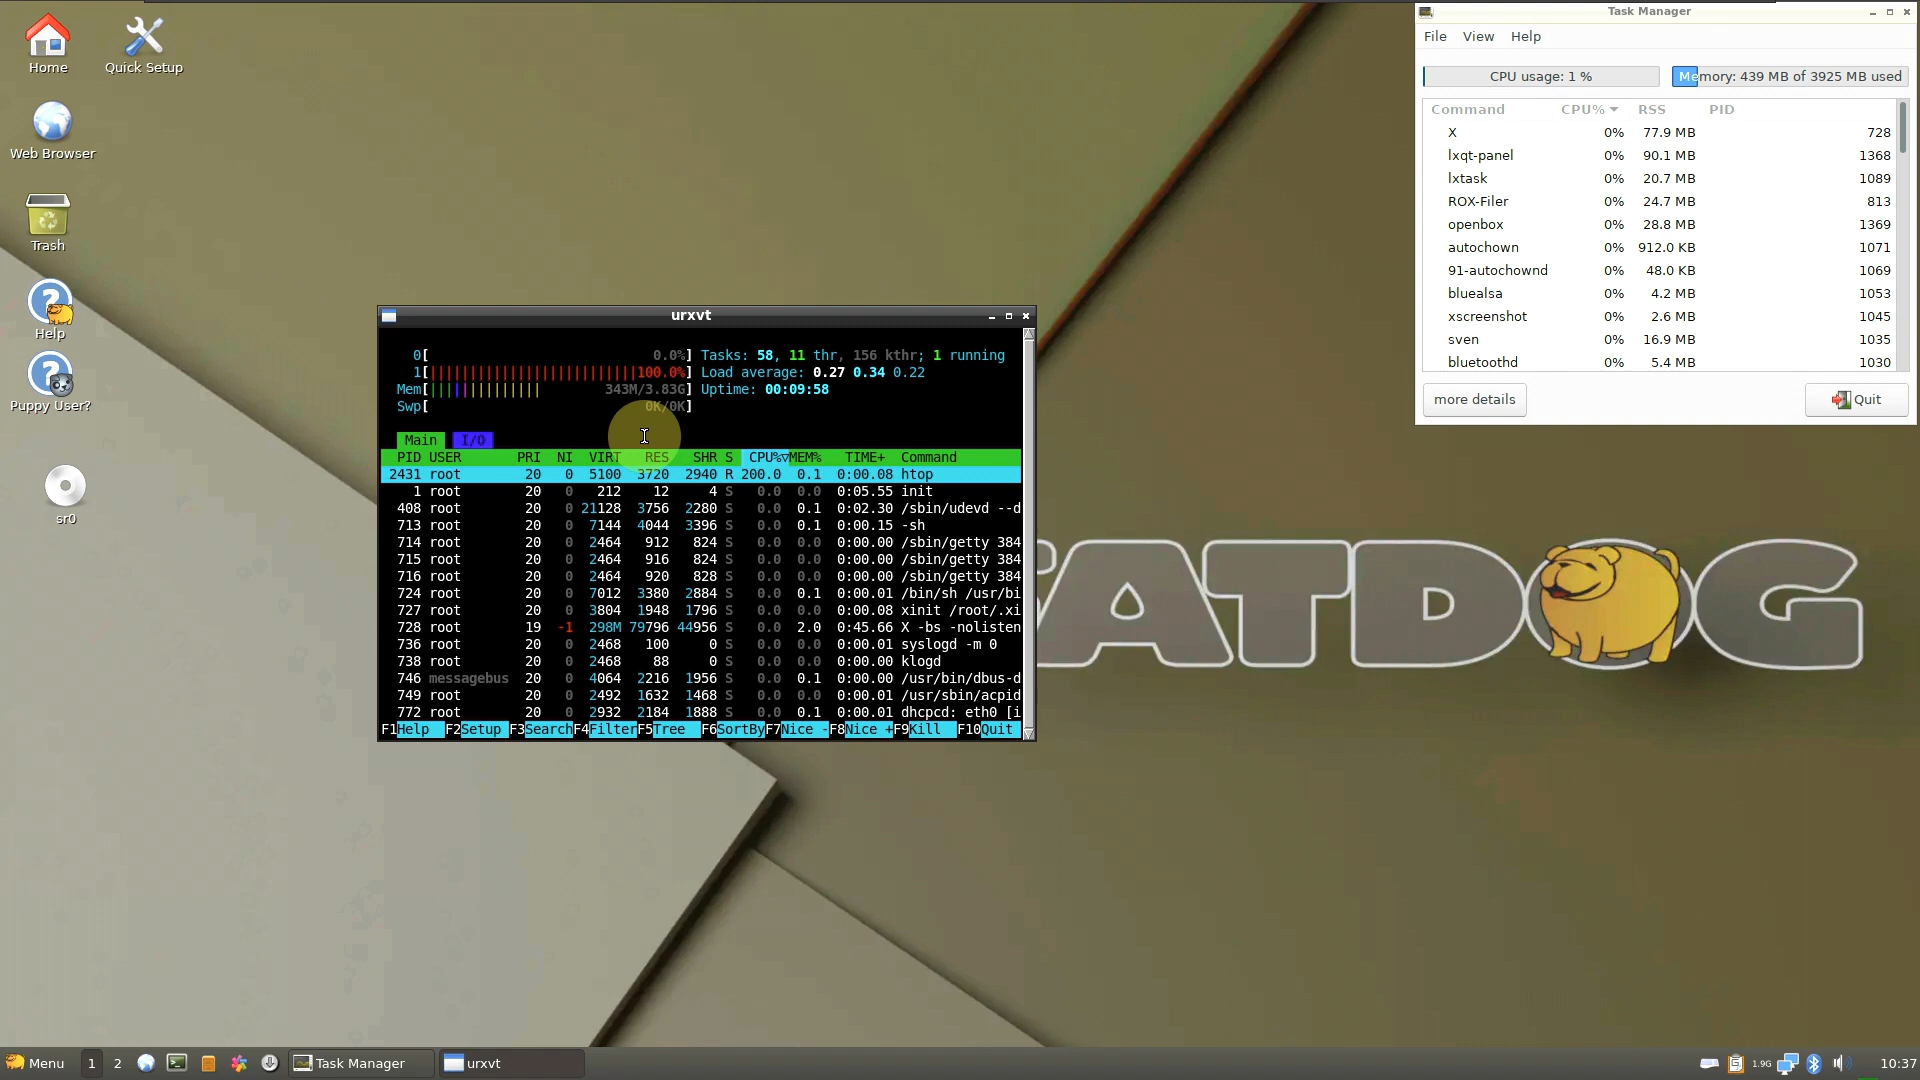 Home
Quick Setup
Web Browser
Trash
Help
Puppy User?
sr0
Task Manager
File View Help
CPU usage: 1 %
Memory: 439 MB of 3925 MB used
Command CPU% RSS PID
X 0% 77.9 MB 728
lxqt-panel 0% 90.1 MB 1368
lxtask 0% 20.7 MB 1089
ROX-Filer 0% 24.7 MB 813
openbox 0% 28.8 MB 1369
autochown 0% 912.0 KB 1071
91-autochownd 0% 48.0 KB 1069
bluealsa 0% 4.2 MB 1053
xscreenshot 0% 2.6 MB 1045
sven 0% 16.9 MB 1035
bluetoothd 0% 5.4 MB 1030
more details
Quit
urxvt
0[ 0.0%] Tasks: 58, 11 thr, 156 kthr; 1 running
1[||||||||||||||||||||||||||100.0%] Load average: 0.27 0.34 0.22
Mem[|||||||||||||| 343M/3.83G] Uptime: 00:09:58
Swp[ 0K/0K]
Main I/O
PID USER PRI NI VIRT RES SHR S CPU%▽MEM% TIME+ Command
2431 root 20 0 5100 3720 2940 R 200.0 0.1 0:00.08 htop
1 root 20 0 212 12 4 S 0.0 0.0 0:05.55 init
408 root 20 0 21128 3756 2280 S 0.0 0.1 0:02.30 /sbin/udevd --d
713 root 20 0 7144 4044 3396 S 0.0 0.1 0:00.15 -sh
714 root 20 0 2464 912 824 S 0.0 0.0 0:00.00 /sbin/getty 384
715 root 20 0 2464 916 824 S 0.0 0.0 0:00.00 /sbin/getty 384
716 root 20 0 2464 920 828 S 0.0 0.0 0:00.00 /sbin/getty 384
724 root 20 0 7012 3380 2884 S 0.0 0.1 0:00.01 /bin/sh /usr/bi
727 root 20 0 3804 1948 1796 S 0.0 0.0 0:00.08 xinit /root/.xi
728 root 19 -1 298M 79796 44956 S 0.0 2.0 0:45.66 X -bs -nolisten
736 root 20 0 2468 100 0 S 0.0 0.0 0:00.01 syslogd -m 0
738 root 20 0 2468 88 0 S 0.0 0.0 0:00.00 klogd
746 messagebus 20 0 4064 2216 1956 S 0.0 0.1 0:00.00 /usr/bin/dbus-d
749 root 20 0 2492 1632 1468 S 0.0 0.0 0:00.01 /usr/sbin/acpid
772 root 20 0 2932 2184 1888 S 0.0 0.1 0:00.01 dhcpcd: eth0 [i
F1Help F2Setup F3SearchF4FilterF5Tree F6SortByF7Nice -F8Nice +F9Kill F10Quit
ATDOG
Menu 1 2 Task Manager urxvt 1.9G 10:37